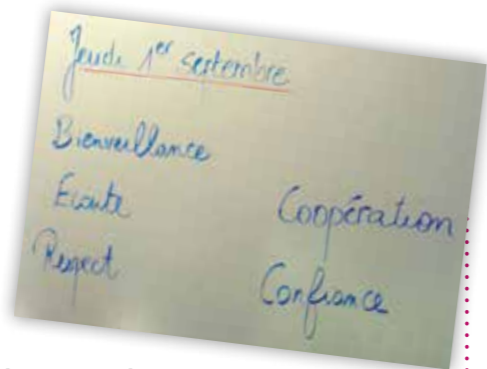 Jeudi 1er septembre
Bienveillance
Ecoute
Coopération
Respect
Confiance